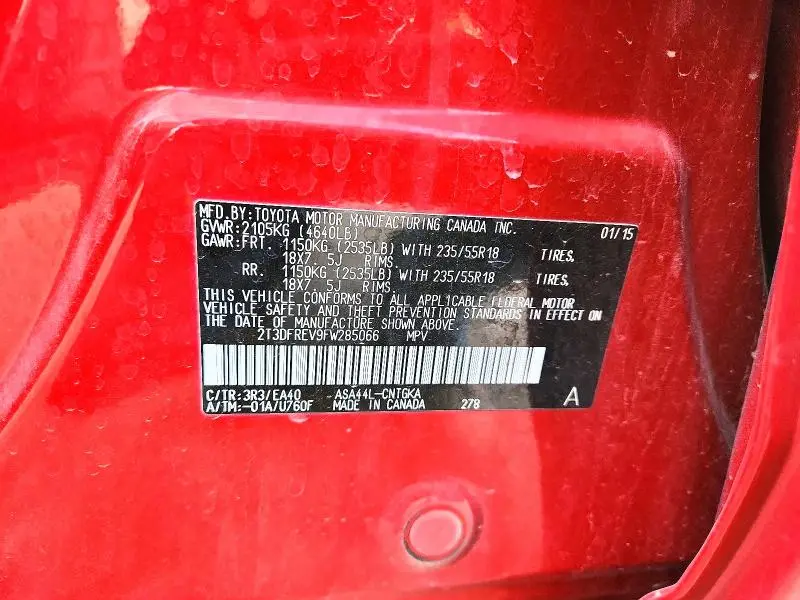 MFD.BY:TOYOTA MOTOR MANUFACTURING CANADA INC.
GVWR:2105KG (4640LB) 01/15
GAWR:FRT. 1150KG (2535LB) WITH 235/55R18 TIRES,
18X7.5J RIMS,
RR. 1150KG (2535LB) WITH 235/55R18 TIRES,
18X7.5J RIMS.
THIS VEHICLE CONFORMS TO ALL APPLICABLE FEDERAL MOTOR
VEHICLE SAFETY AND THEFT PREVENTION STANDARDS IN EFFECT ON
THE DATE OF MANUFACTURE SHOWN ABOVE.
2T3DFREV9FW285066 MPV
C/TR:3R3/EA40 ASA44L-CNTGKA
A/TM:-01A/U760F MADE IN CANADA 278 A